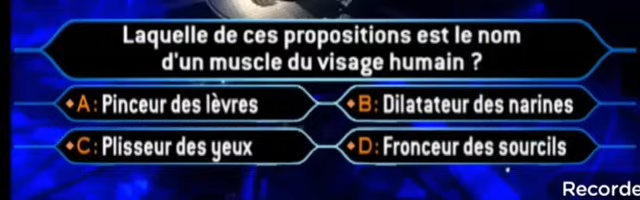 Laquelle de ces propositions est le nom
d'un muscle du visage humain ?
A: Pinceur des lèvres
B: Dilatateur des narines
C: Plisseur des yeux
D: Fronceur des sourcils
Recorde